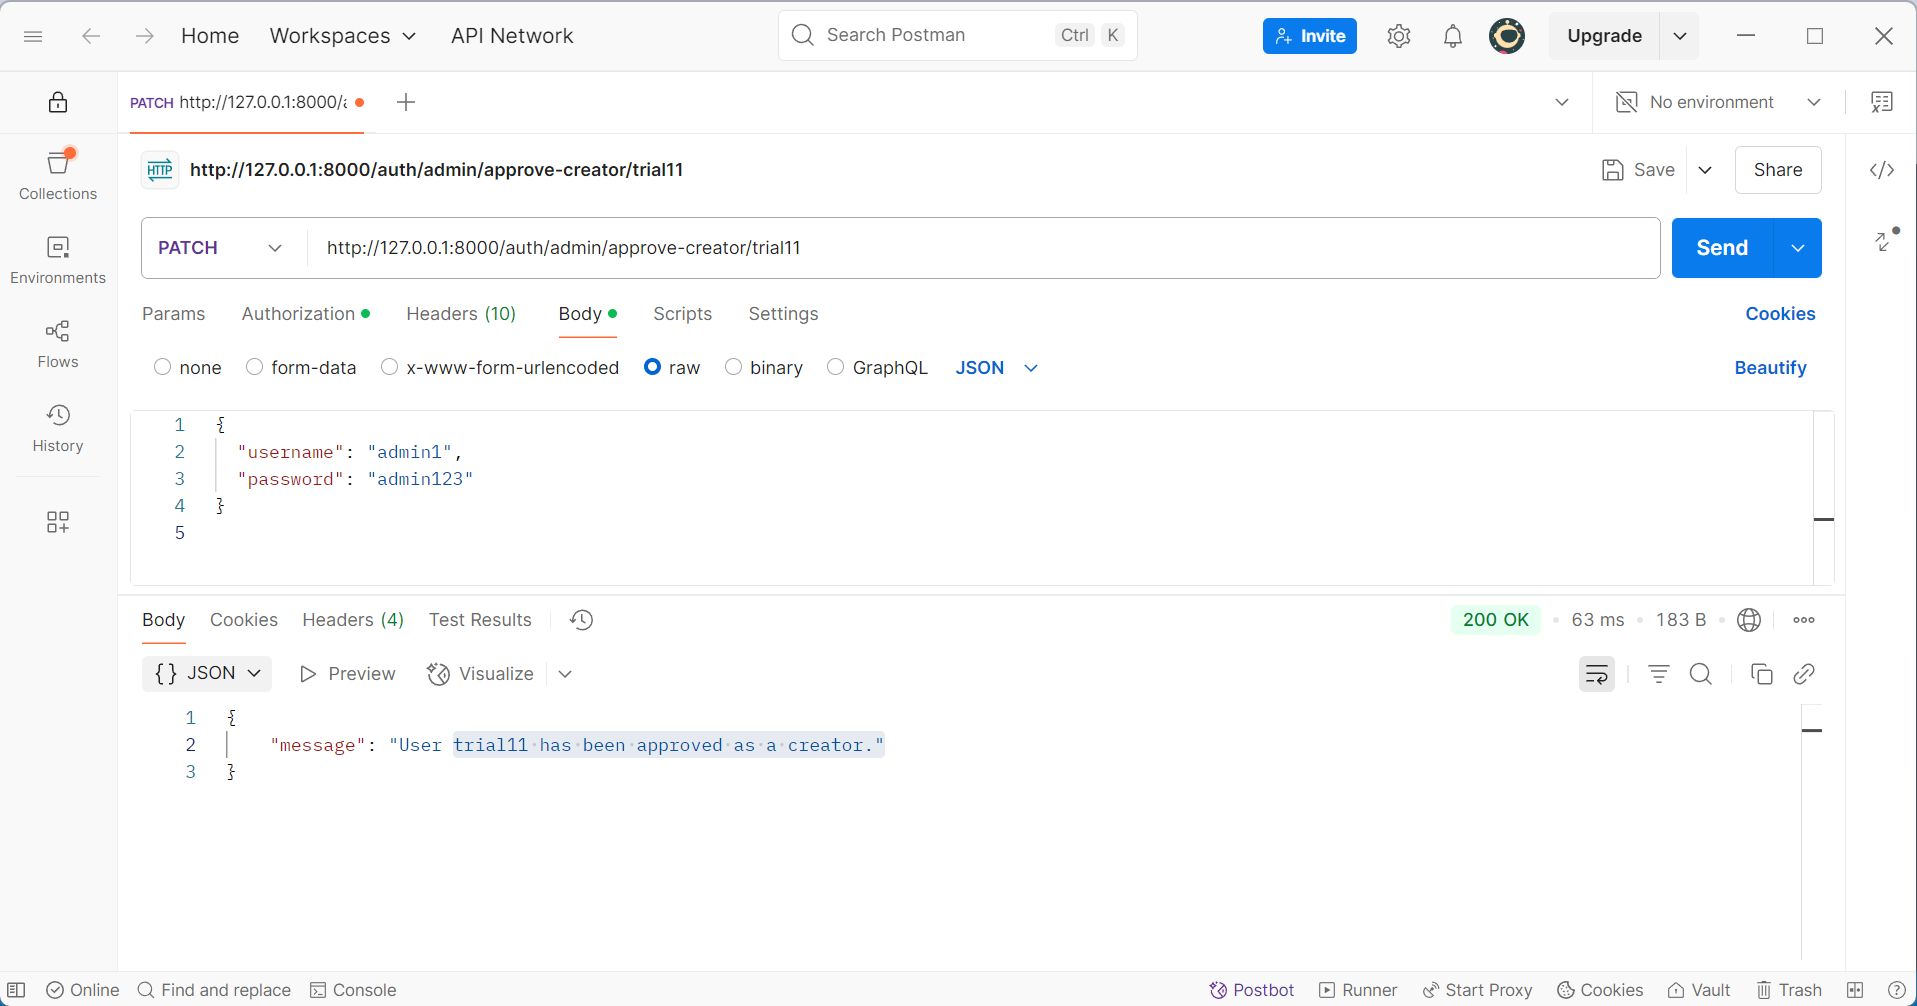 Home Workspaces API Network Search Postman Ctrl K Invite Upgrade
PATCH http://127.0.0.1:8000/a No environment
HTTP http://127.0.0.1:8000/auth/admin/approve-creator/trial11 Save Share
Collections
PATCH http://127.0.0.1:8000/auth/admin/approve-creator/trial11 Send
Environments
Params Authorization Headers (10) Body Scripts Settings Cookies
Flows
none form-data x-www-form-urlencoded raw binary GraphQL JSON Beautify
History
1 {
2 "username": "admin1",
3 "password": "admin123"
4 }
5
Body Cookies Headers (4) Test Results 200 OK 63 ms 183 B
{} JSON Preview Visualize
1 {
2 "message": "User trial11 has been approved as a creator."
3 }
Online Find and replace Console Postbot Runner Start Proxy Cookies Vault Trash